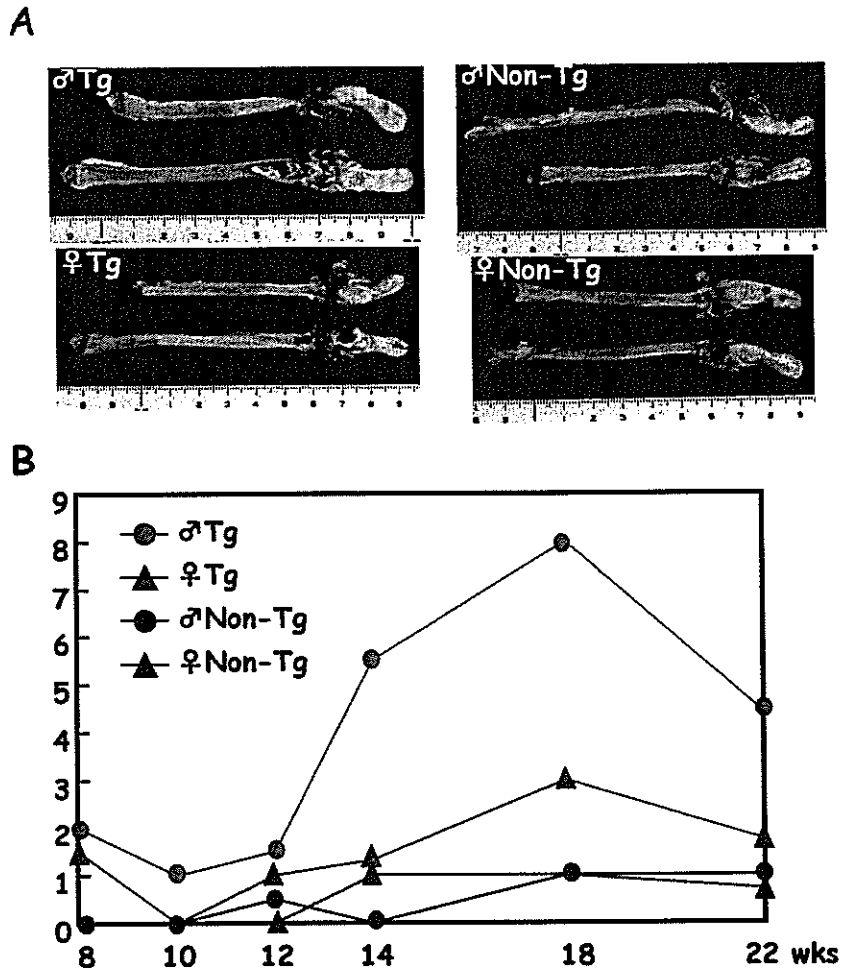 A
♂Tg
♂Non-Tg
♀Tg
♀Non-Tg
B
9
8
7
6
5
4
3
2
1
0
♂Tg
♀Tg
♂Non-Tg
♀Non-Tg
8 10 12 14 18 22 wks